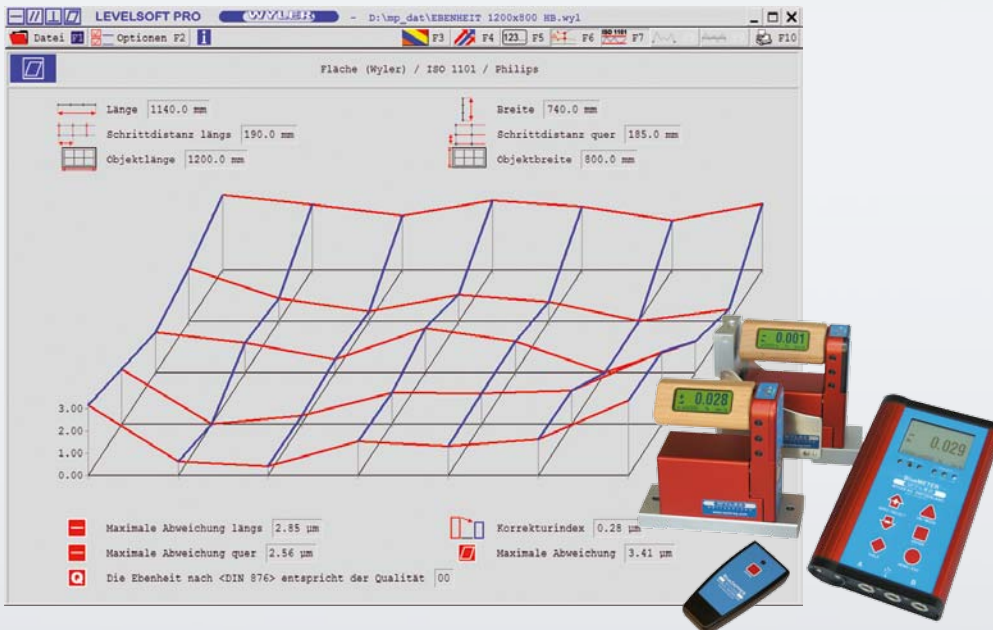 LEVELSOFT PRO WYLER - D:\mp_dat\EBENHEIT 1200x800 HB.wyl
Datei F1 Optionen F2 i F3 F4 123.. F5 F6 ISO 1101 F7 F10
Fläche (Wyler) / ISO 1101 / Philips
Länge 1140.0 mm Breite 740.0 mm
Schrittdistanz längs 190.0 mm Schrittdistanz quer 185.0 mm
Objektlänge 1200.0 mm Objektbreite 800.0 mm
3.00
2.00
1.00
0.00
0.001
0.028
0.029
BlueMETER
WYLER
A B
Maximale Abweichung längs 2.85 µm Korrekturindex 0.28 µm
Maximale Abweichung quer 2.56 µm Maximale Abweichung 3.41 µm
Q Die Ebenheit nach <DIN 876> entspricht der Qualität 00